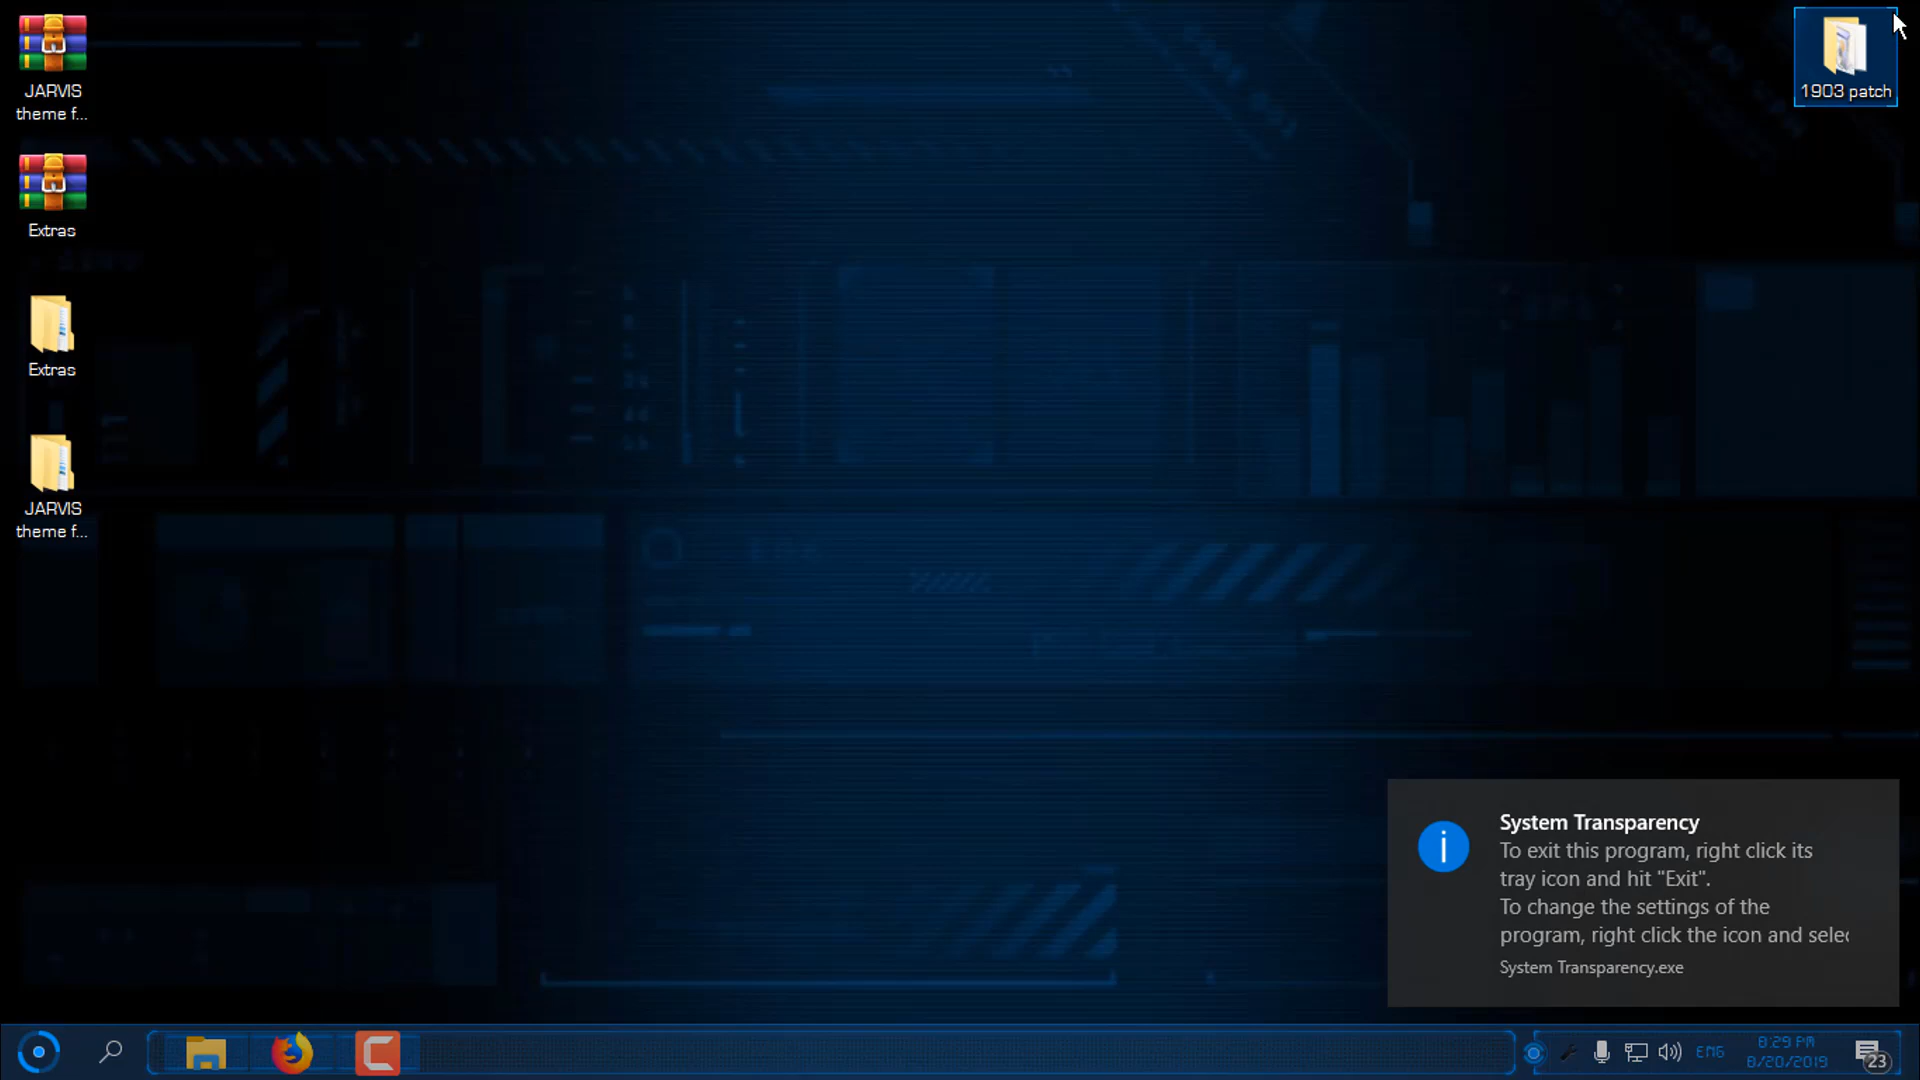 JARVIS
theme f...
Extras
Extras
JARVIS
theme f...
1903 patch
System Transparency
To exit this program, right click its
tray icon and hit "Exit".
To change the settings of the
program, right click the icon and selec
System Transparency.exe
ENG
8:29 PM
8/20/2019
23